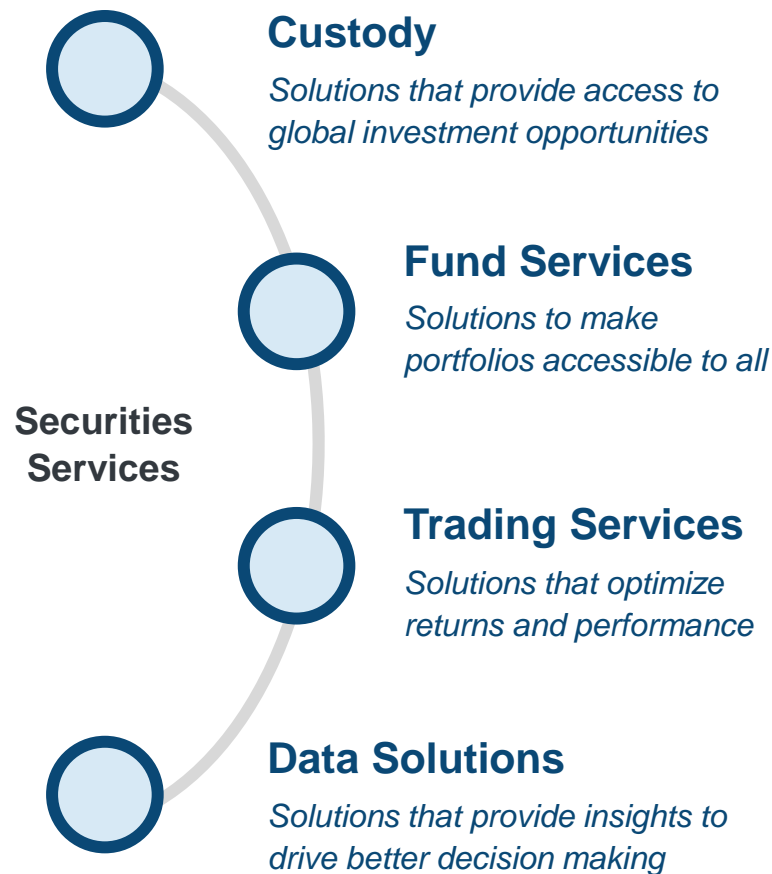 Custody
Solutions that provide access to
global investment opportunities
Fund Services
Solutions to make
portfolios accessible to all
Securities
Services
Trading Services
Solutions that optimize
returns and performance
Data Solutions
Solutions that provide insights to
drive better decision making